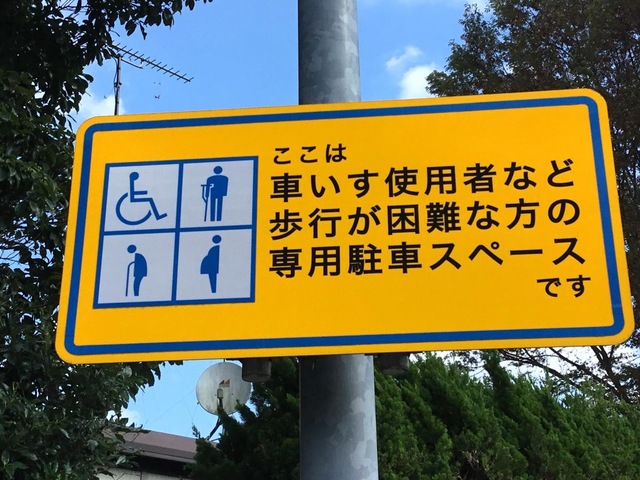 ここは
車いす使用者など
歩行が困難な方の
専用駐車スペース
です